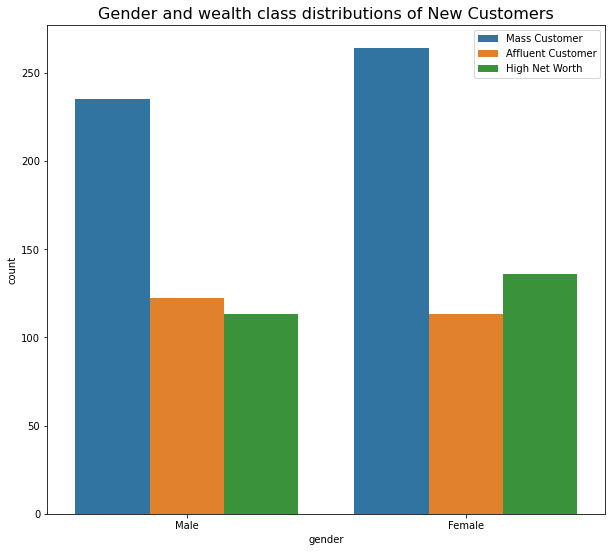 Gender and wealth class distributions of New Customers
Mass Customer
Affluent Customer
High Net Worth
250
200
150
100
50
0
count
Male
Female
gender